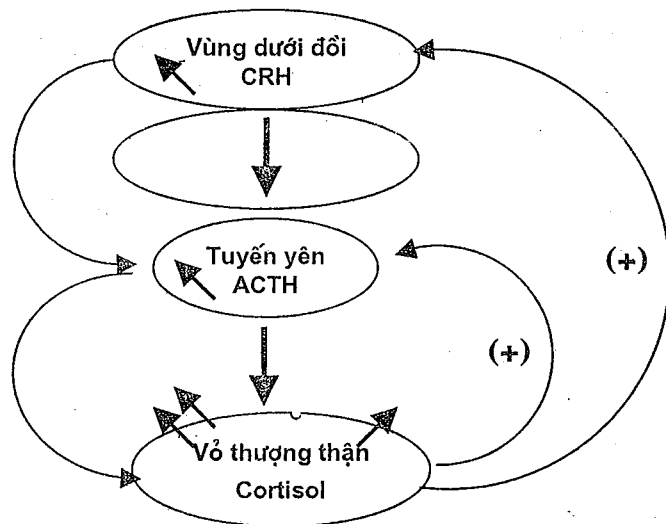 Vùng dưới đồi
CRH
Tuyến yên
ACTH
(+)
(+)
Vỏ thượng thận
Cortisol